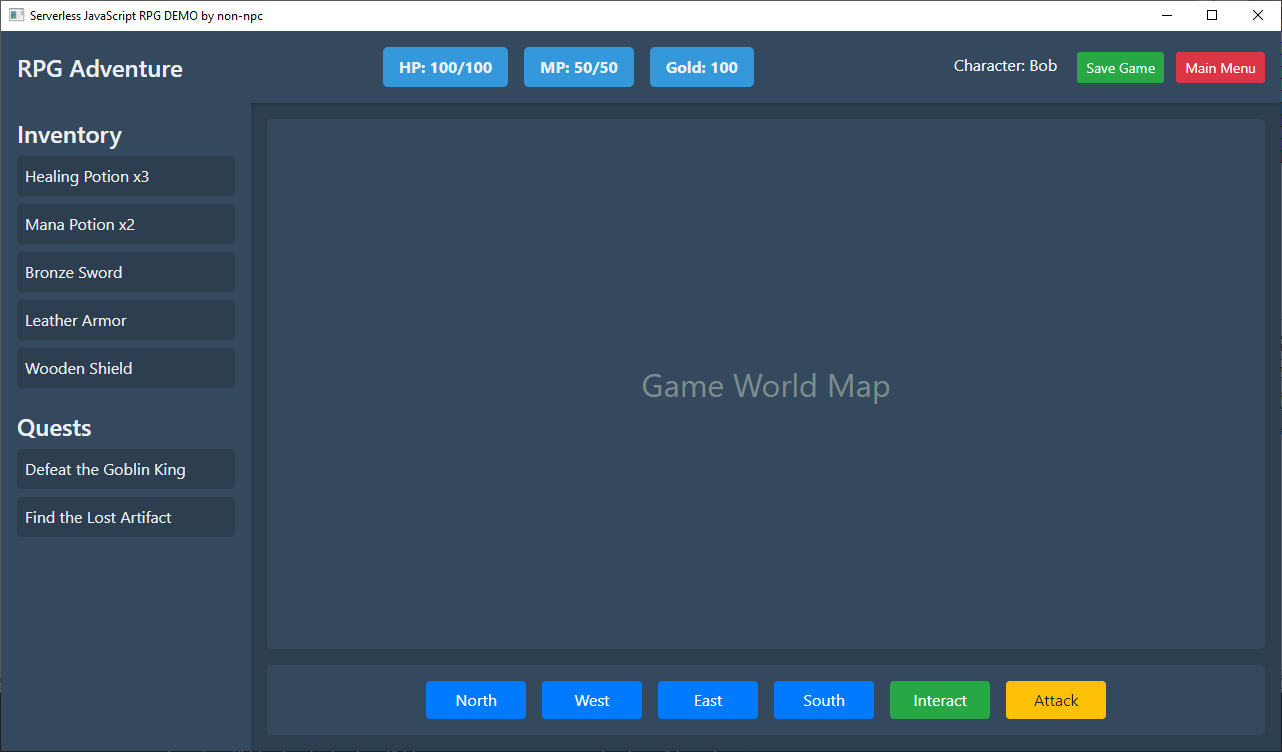 Serverless JavaScript RPG DEMO by non-npc
RPG Adventure
HP: 100/100
MP: 50/50
Gold: 100
Character: Bob
Save Game
Main Menu
Inventory
Healing Potion x3
Mana Potion x2
Bronze Sword
Leather Armor
Wooden Shield
Quests
Defeat the Goblin King
Find the Lost Artifact
Game World Map
North
West
East
South
Interact
Attack